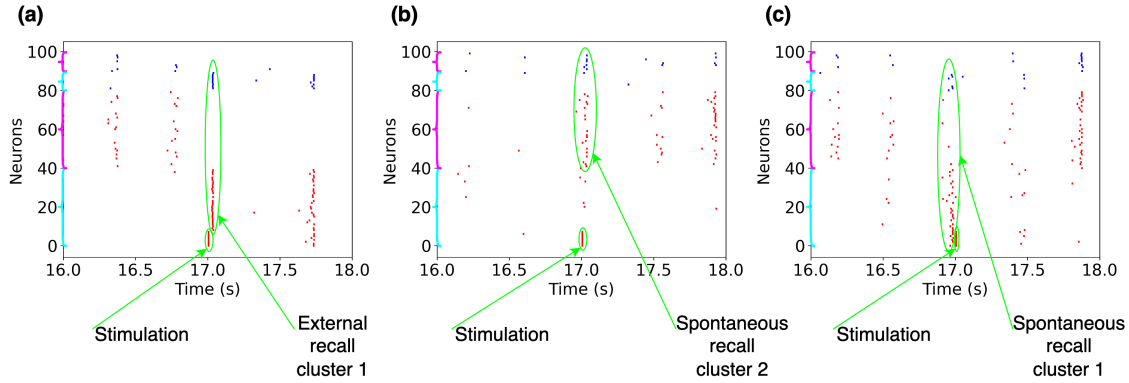 (a)
(b)
(c)
100
80
60
40
20
0
Neurons
16.0
16.5
17.0
17.5
18.0
Time (s)
100
80
60
40
20
0
Neurons
16.0
16.5
17.0
17.5
18.0
Time (s)
100
80
60
40
20
0
Neurons
16.0
16.5
17.0
17.5
18.0
Time (s)
Stimulation
External
recall
cluster 1
Stimulation
Spontaneous
recall
cluster 2
Stimulation
Spontaneous
recall
cluster 1